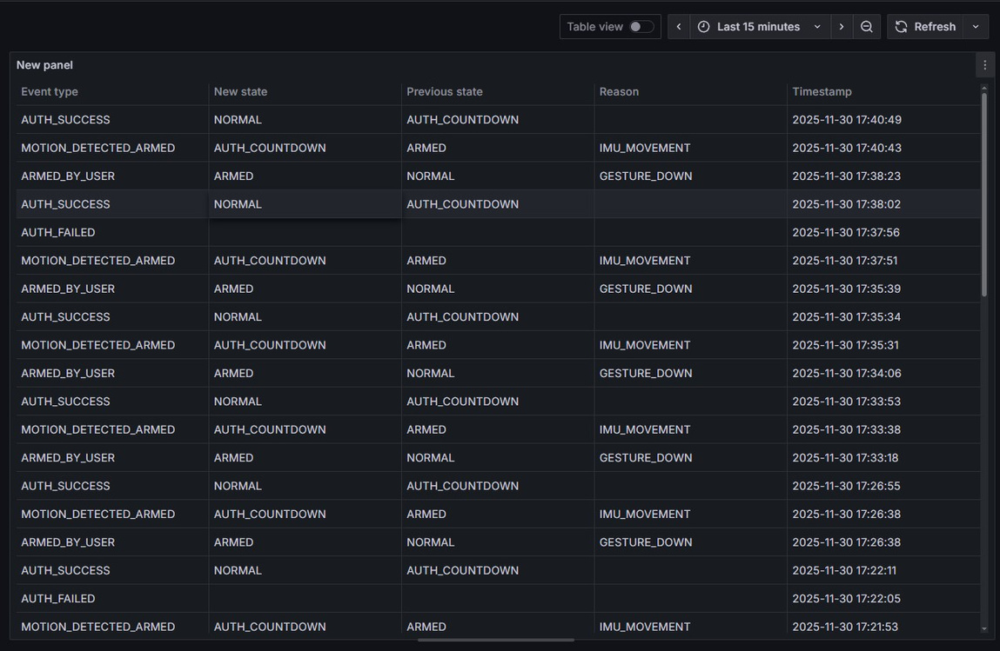 Table view Last 15 minutes Refresh
New panel
Event type New state Previous state Reason Timestamp
AUTH_SUCCESS NORMAL AUTH_COUNTDOWN 2025-11-30 17:40:49
MOTION_DETECTED_ARMED AUTH_COUNTDOWN ARMED IMU_MOVEMENT 2025-11-30 17:40:43
ARMED_BY_USER ARMED NORMAL GESTURE_DOWN 2025-11-30 17:38:23
AUTH_SUCCESS NORMAL AUTH_COUNTDOWN 2025-11-30 17:38:02
AUTH_FAILED 2025-11-30 17:37:56
MOTION_DETECTED_ARMED AUTH_COUNTDOWN ARMED IMU_MOVEMENT 2025-11-30 17:37:51
ARMED_BY_USER ARMED NORMAL GESTURE_DOWN 2025-11-30 17:35:39
AUTH_SUCCESS NORMAL AUTH_COUNTDOWN 2025-11-30 17:35:34
MOTION_DETECTED_ARMED AUTH_COUNTDOWN ARMED IMU_MOVEMENT 2025-11-30 17:35:31
ARMED_BY_USER ARMED NORMAL GESTURE_DOWN 2025-11-30 17:34:06
AUTH_SUCCESS NORMAL AUTH_COUNTDOWN 2025-11-30 17:33:53
MOTION_DETECTED_ARMED AUTH_COUNTDOWN ARMED IMU_MOVEMENT 2025-11-30 17:33:38
ARMED_BY_USER ARMED NORMAL GESTURE_DOWN 2025-11-30 17:33:18
AUTH_SUCCESS NORMAL AUTH_COUNTDOWN 2025-11-30 17:26:55
MOTION_DETECTED_ARMED AUTH_COUNTDOWN ARMED IMU_MOVEMENT 2025-11-30 17:26:38
ARMED_BY_USER ARMED NORMAL GESTURE_DOWN 2025-11-30 17:26:38
AUTH_SUCCESS NORMAL AUTH_COUNTDOWN 2025-11-30 17:22:11
AUTH_FAILED 2025-11-30 17:22:05
MOTION_DETECTED_ARMED AUTH_COUNTDOWN ARMED IMU_MOVEMENT 2025-11-30 17:21:53